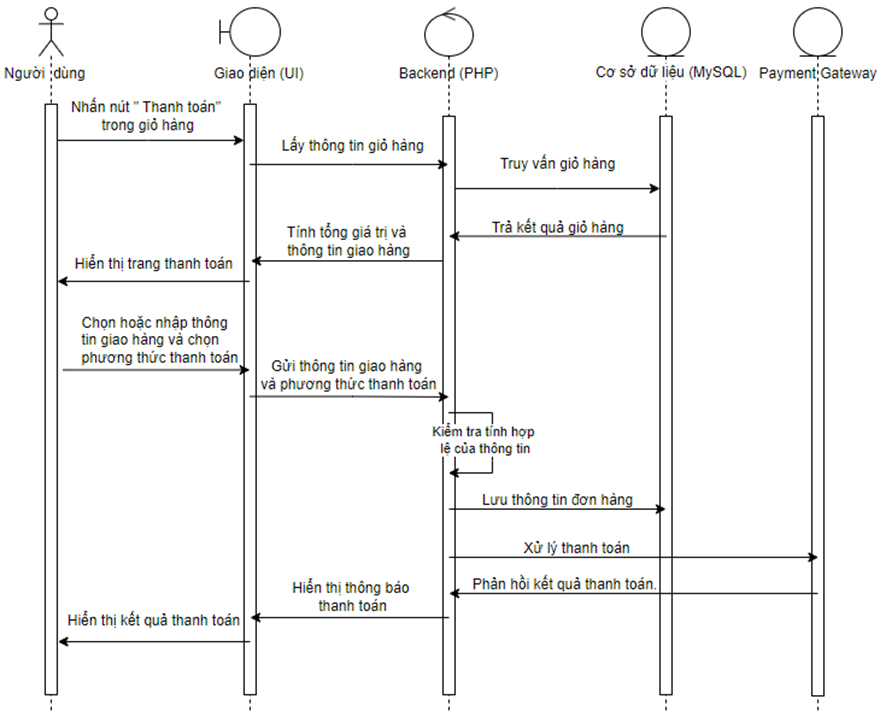 Người dùng
Giao diện (UI)
Backend (PHP)
Cơ sở dữ liệu (MySQL)
Payment Gateway
Nhấn nút " Thanh toán"
trong giỏ hàng
Lấy thông tin giỏ hàng
Truy vấn giỏ hàng
Trả kết quả giỏ hàng
Tính tổng giá trị và
thông tin giao hàng
Hiển thị trang thanh toán
Chọn hoặc nhập thông
tin giao hàng và chọn
phương thức thanh toán
Gửi thông tin giao hàng
và phương thức thanh toán
Kiểm tra tính hợp
lệ của thông tin
Lưu thông tin đơn hàng
Xử lý thanh toán
Phản hồi kết quả thanh toán.
Hiển thị thông báo
thanh toán
Hiển thị kết quả thanh toán